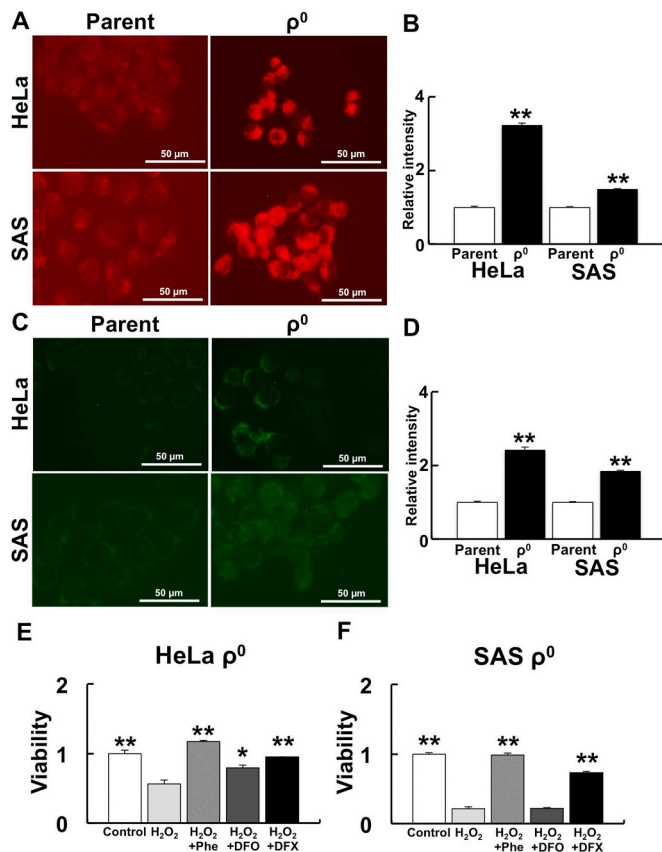 A
Parent
ρ⁰
HeLa
50 µm
50 µm
SAS
50 µm
50 µm
B
Relative intensity
4
2
0
**
**
Parent ρ⁰ Parent ρ⁰
HeLa SAS
C
Parent
ρ⁰
HeLa
50 µm
50 µm
SAS
50 µm
50 µm
D
Relative intensity
4
2
0
**
**
Parent ρ⁰ Parent ρ⁰
HeLa SAS
E
HeLa ρ⁰
Viability
2
1
0
**
**
*
**
Control H₂O₂ H₂O₂ H₂O₂ H₂O₂
+Phe +DFO +DFX
F
SAS ρ⁰
Viability
2
1
0
**
**
**
Control H₂O₂ H₂O₂ H₂O₂ H₂O₂
+Phe +DFO +DFX